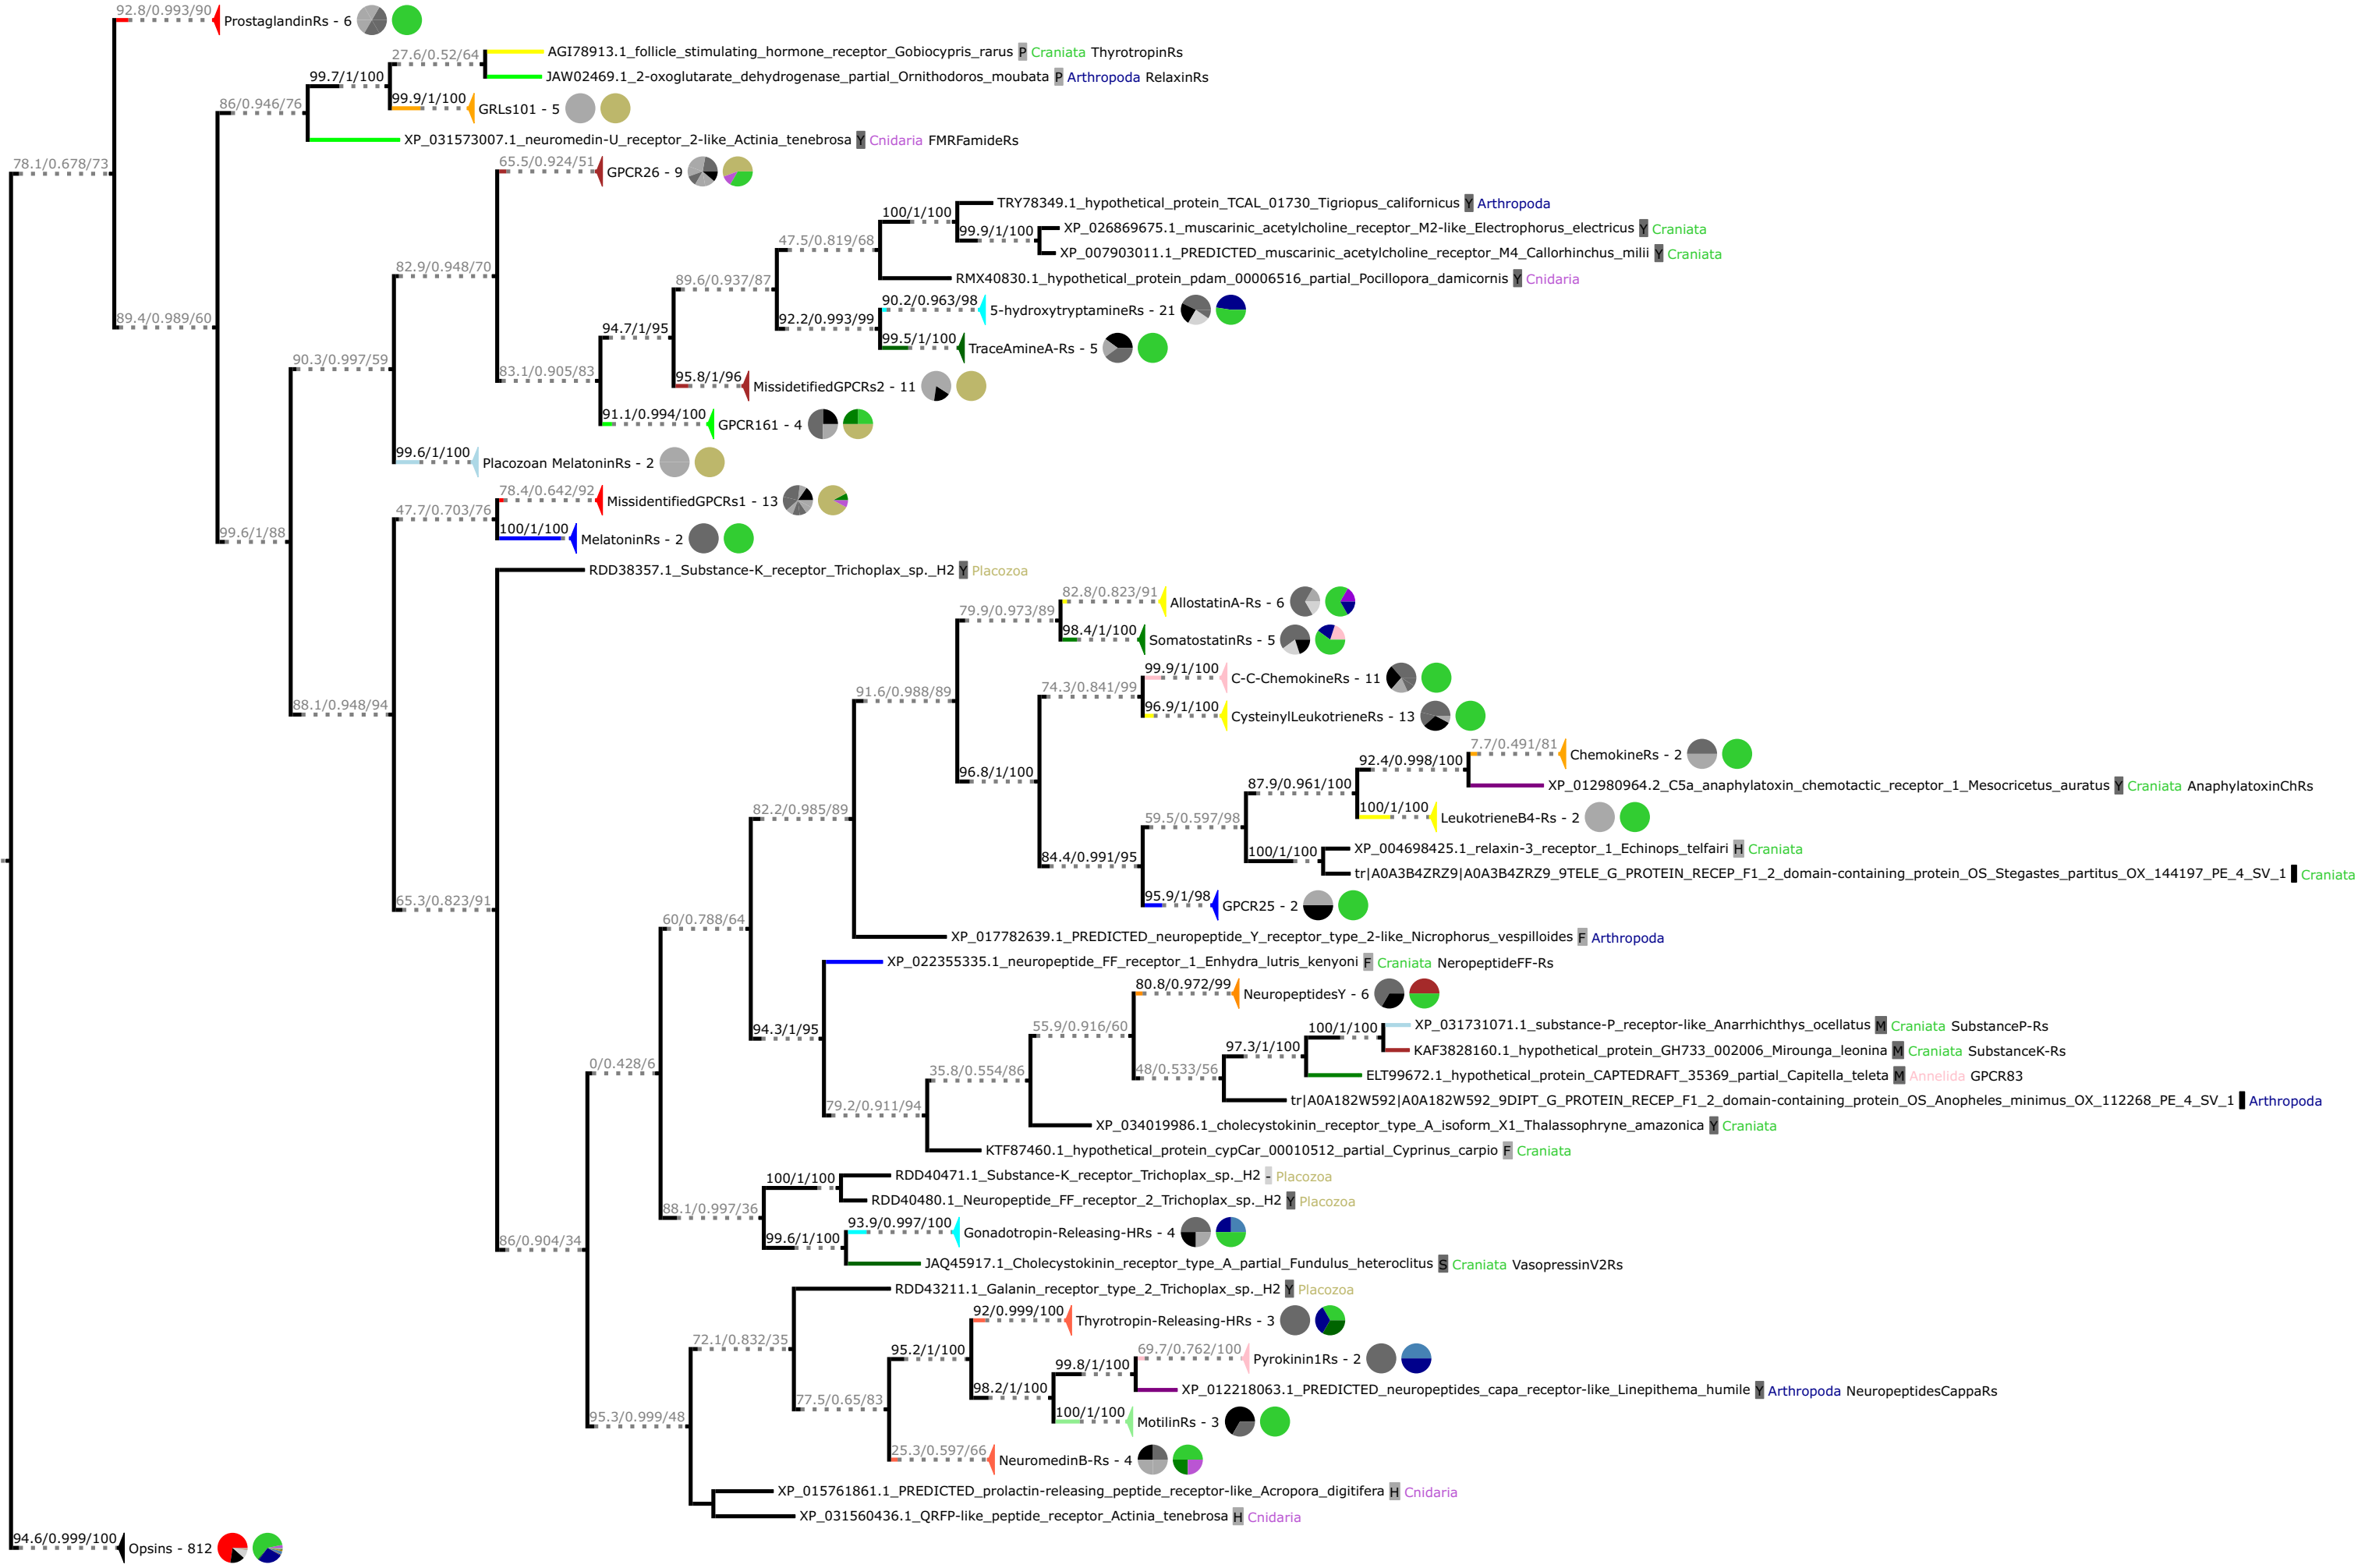 92.8/0.993/90
ProstaglandinRs - 6
27.6/0.52/64
AGI78913.1_follicle_stimulating_hormone_receptor_Gobiocypris_rarus P Craniata ThyrotropinRs
JAW02469.1_2-oxoglutarate_dehydrogenase_partial_Ornithodoros_moubata P Arthropoda RelaxinRs
99.7/1/100
99.9/1/100
GRLs101 - 5
86/0.946/76
XP_031573007.1_neuromedin-U_receptor_2-like_Actinia_tenebrosa Y Cnidaria FMRFamideRs
78.1/0.678/73
65.5/0.924/51
GPCR26 - 9
TRY78349.1_hypothetical_protein_TCAL_01730_Tigriopus_californicus Y Arthropoda
100/1/100
XP_026869675.1_muscarinic_acetylcholine_receptor_M2-like_Electrophorus_electricus Y Craniata
99.9/1/100
XP_007903011.1_PREDICTED_muscarinic_acetylcholine_receptor_M4_Callorhinchus_milii Y Craniata
47.5/0.819/68
82.9/0.948/70
RMX40830.1_hypothetical_protein_pdam_00006516_partial_Pocillopora_damicornis Y Cnidaria
89.6/0.937/87
90.2/0.963/98
5-hydroxytryptamineRs - 21
89.4/0.989/60
92.2/0.993/99
94.7/1/95
99.5/1/100
TraceAmineA-Rs - 5
90.3/0.997/59
83.1/0.905/83
95.8/1/96
MissidetifiedGPCRs2 - 11
91.1/0.994/100
GPCR161 - 4
99.6/1/100
Placozoan MelatoninRs - 2
78.4/0.642/92
MissidentifiedGPCRs1 - 13
47.7/0.703/76
100/1/100
MelatoninRs - 2
99.6/1/88
RDD38357.1_Substance-K_receptor_Trichoplax_sp._H2 Y Placozoa
82.8/0.823/91
AllostatinA-Rs - 6
79.9/0.973/89
98.4/1/100
SomatostatinRs - 5
99.9/1/100
C-C-ChemokineRs - 11
91.6/0.988/89
74.3/0.841/99
88.1/0.948/94
96.9/1/100
CysteinylLeukotrieneRs - 13
7.7/0.491/81
ChemokineRs - 2
92.4/0.998/100
96.8/1/100
87.9/0.961/100
XP_012980964.2_C5a_anaphylatoxin_chemotactic_receptor_1_Mesocricetus_auratus Y Craniata AnaphylatoxinChRs
82.2/0.985/89
100/1/100
LeukotrieneB4-Rs - 2
59.5/0.597/98
XP_004698425.1_relaxin-3_receptor_1_Echinops_telfairi H Craniata
84.4/0.991/95
100/1/100
tr|A0A3B4ZRZ9|A0A3B4ZRZ9_9TELE_G_PROTEIN_RECEP_F1_2_domain-containing_protein_OS_Stegastes_partitus_OX_144197_PE_4_SV_1 Craniata
95.9/1/98
GPCR25 - 2
65.3/0.823/91
60/0.788/64
XP_017782639.1_PREDICTED_neuropeptide_Y_receptor_type_2-like_Nicrophorus_vespilloides F Arthropoda
XP_022355335.1_neuropeptide_FF_receptor_1_Enhydra_lutris_kenyoni F Craniata NeropeptideFF-Rs
80.8/0.972/99
NeuropeptidesY - 6
94.3/1/95
55.9/0.916/60
100/1/100
XP_031731071.1_substance-P_receptor-like_Anarrhichthys_ocellatus M Craniata SubstanceP-Rs
97.3/1/100
KAF3828160.1_hypothetical_protein_GH733_002006_Mirounga_leonina M Craniata SubstanceK-Rs
0/0.428/6
48/0.533/56
ELT99672.1_hypothetical_protein_CAPTEDRAFT_35369_partial_Capitella_teleta M Annelida GPCR83
35.8/0.554/86
tr|A0A182W592|A0A182W592_9DIPT_G_PROTEIN_RECEP_F1_2_domain-containing_protein_OS_Anopheles_minimus_OX_112268_PE_4_SV_1 Arthropoda
79.2/0.911/94
XP_034019986.1_cholecystokinin_receptor_type_A_isoform_X1_Thalassophryne_amazonica Y Craniata
KTF87460.1_hypothetical_protein_cypCar_00010512_partial_Cyprinus_carpio F Craniata
100/1/100
RDD40471.1_Substance-K_receptor_Trichoplax_sp._H2 - Placozoa
RDD40480.1_Neuropeptide_FF_receptor_2_Trichoplax_sp._H2 Y Placozoa
88.1/0.997/36
93.9/0.997/100
Gonadotropin-Releasing-HRs - 4
86/0.904/34
99.6/1/100
JAQ45917.1_Cholecystokinin_receptor_type_A_partial_Fundulus_heteroclitus S Craniata VasopressinV2Rs
RDD43211.1_Galanin_receptor_type_2_Trichoplax_sp._H2 Y Placozoa
92/0.999/100
Thyrotropin-Releasing-HRs - 3
72.1/0.832/35
95.2/1/100
69.7/0.762/100
Pyrokinin1Rs - 2
99.8/1/100
98.2/1/100
XP_012218063.1_PREDICTED_neuropeptides_capa_receptor-like_Linepithema_humile Y Arthropoda NeuropeptidesCappaRs
77.5/0.65/83
100/1/100
MotilinRs - 3
95.3/0.999/48
25.3/0.597/66
NeuromedinB-Rs - 4
XP_015761861.1_PREDICTED_prolactin-releasing_peptide_receptor-like_Acropora_digitifera H Cnidaria
XP_031560436.1_QRFP-like_peptide_receptor_Actinia_tenebrosa H Cnidaria
94.6/0.999/100
Opsins - 812